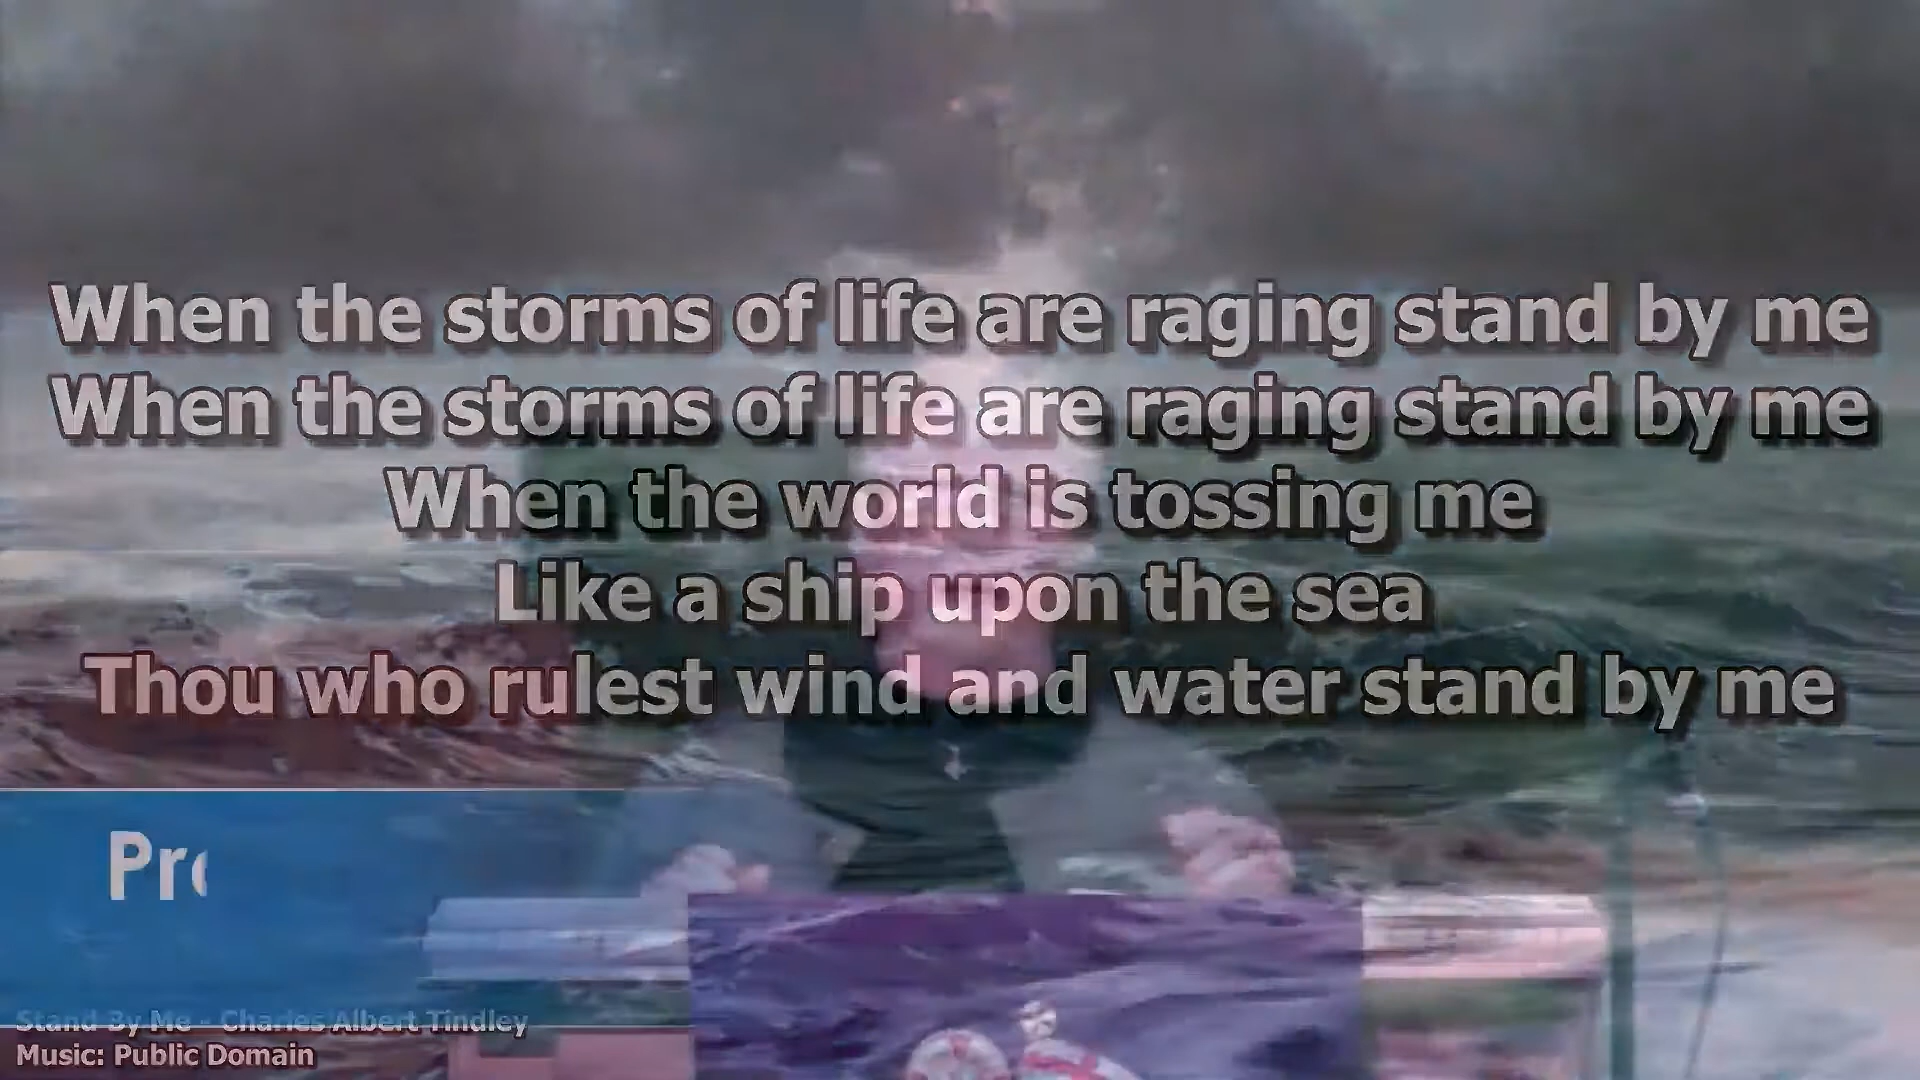 When the storms of life are raging stand by me
When the storms of life are raging stand by me
When the world is tossing me
Like a ship upon the sea
Thou who rulest wind and water stand by me
Stand By Me - Charles Albert Tindley
Music: Public Domain